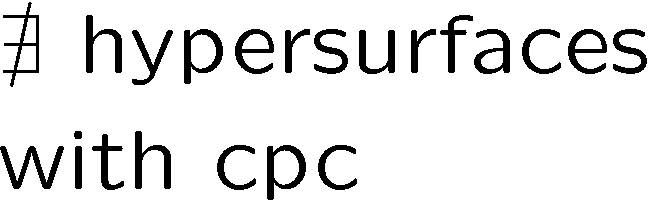 ∄ hypersurfaces
with cpc